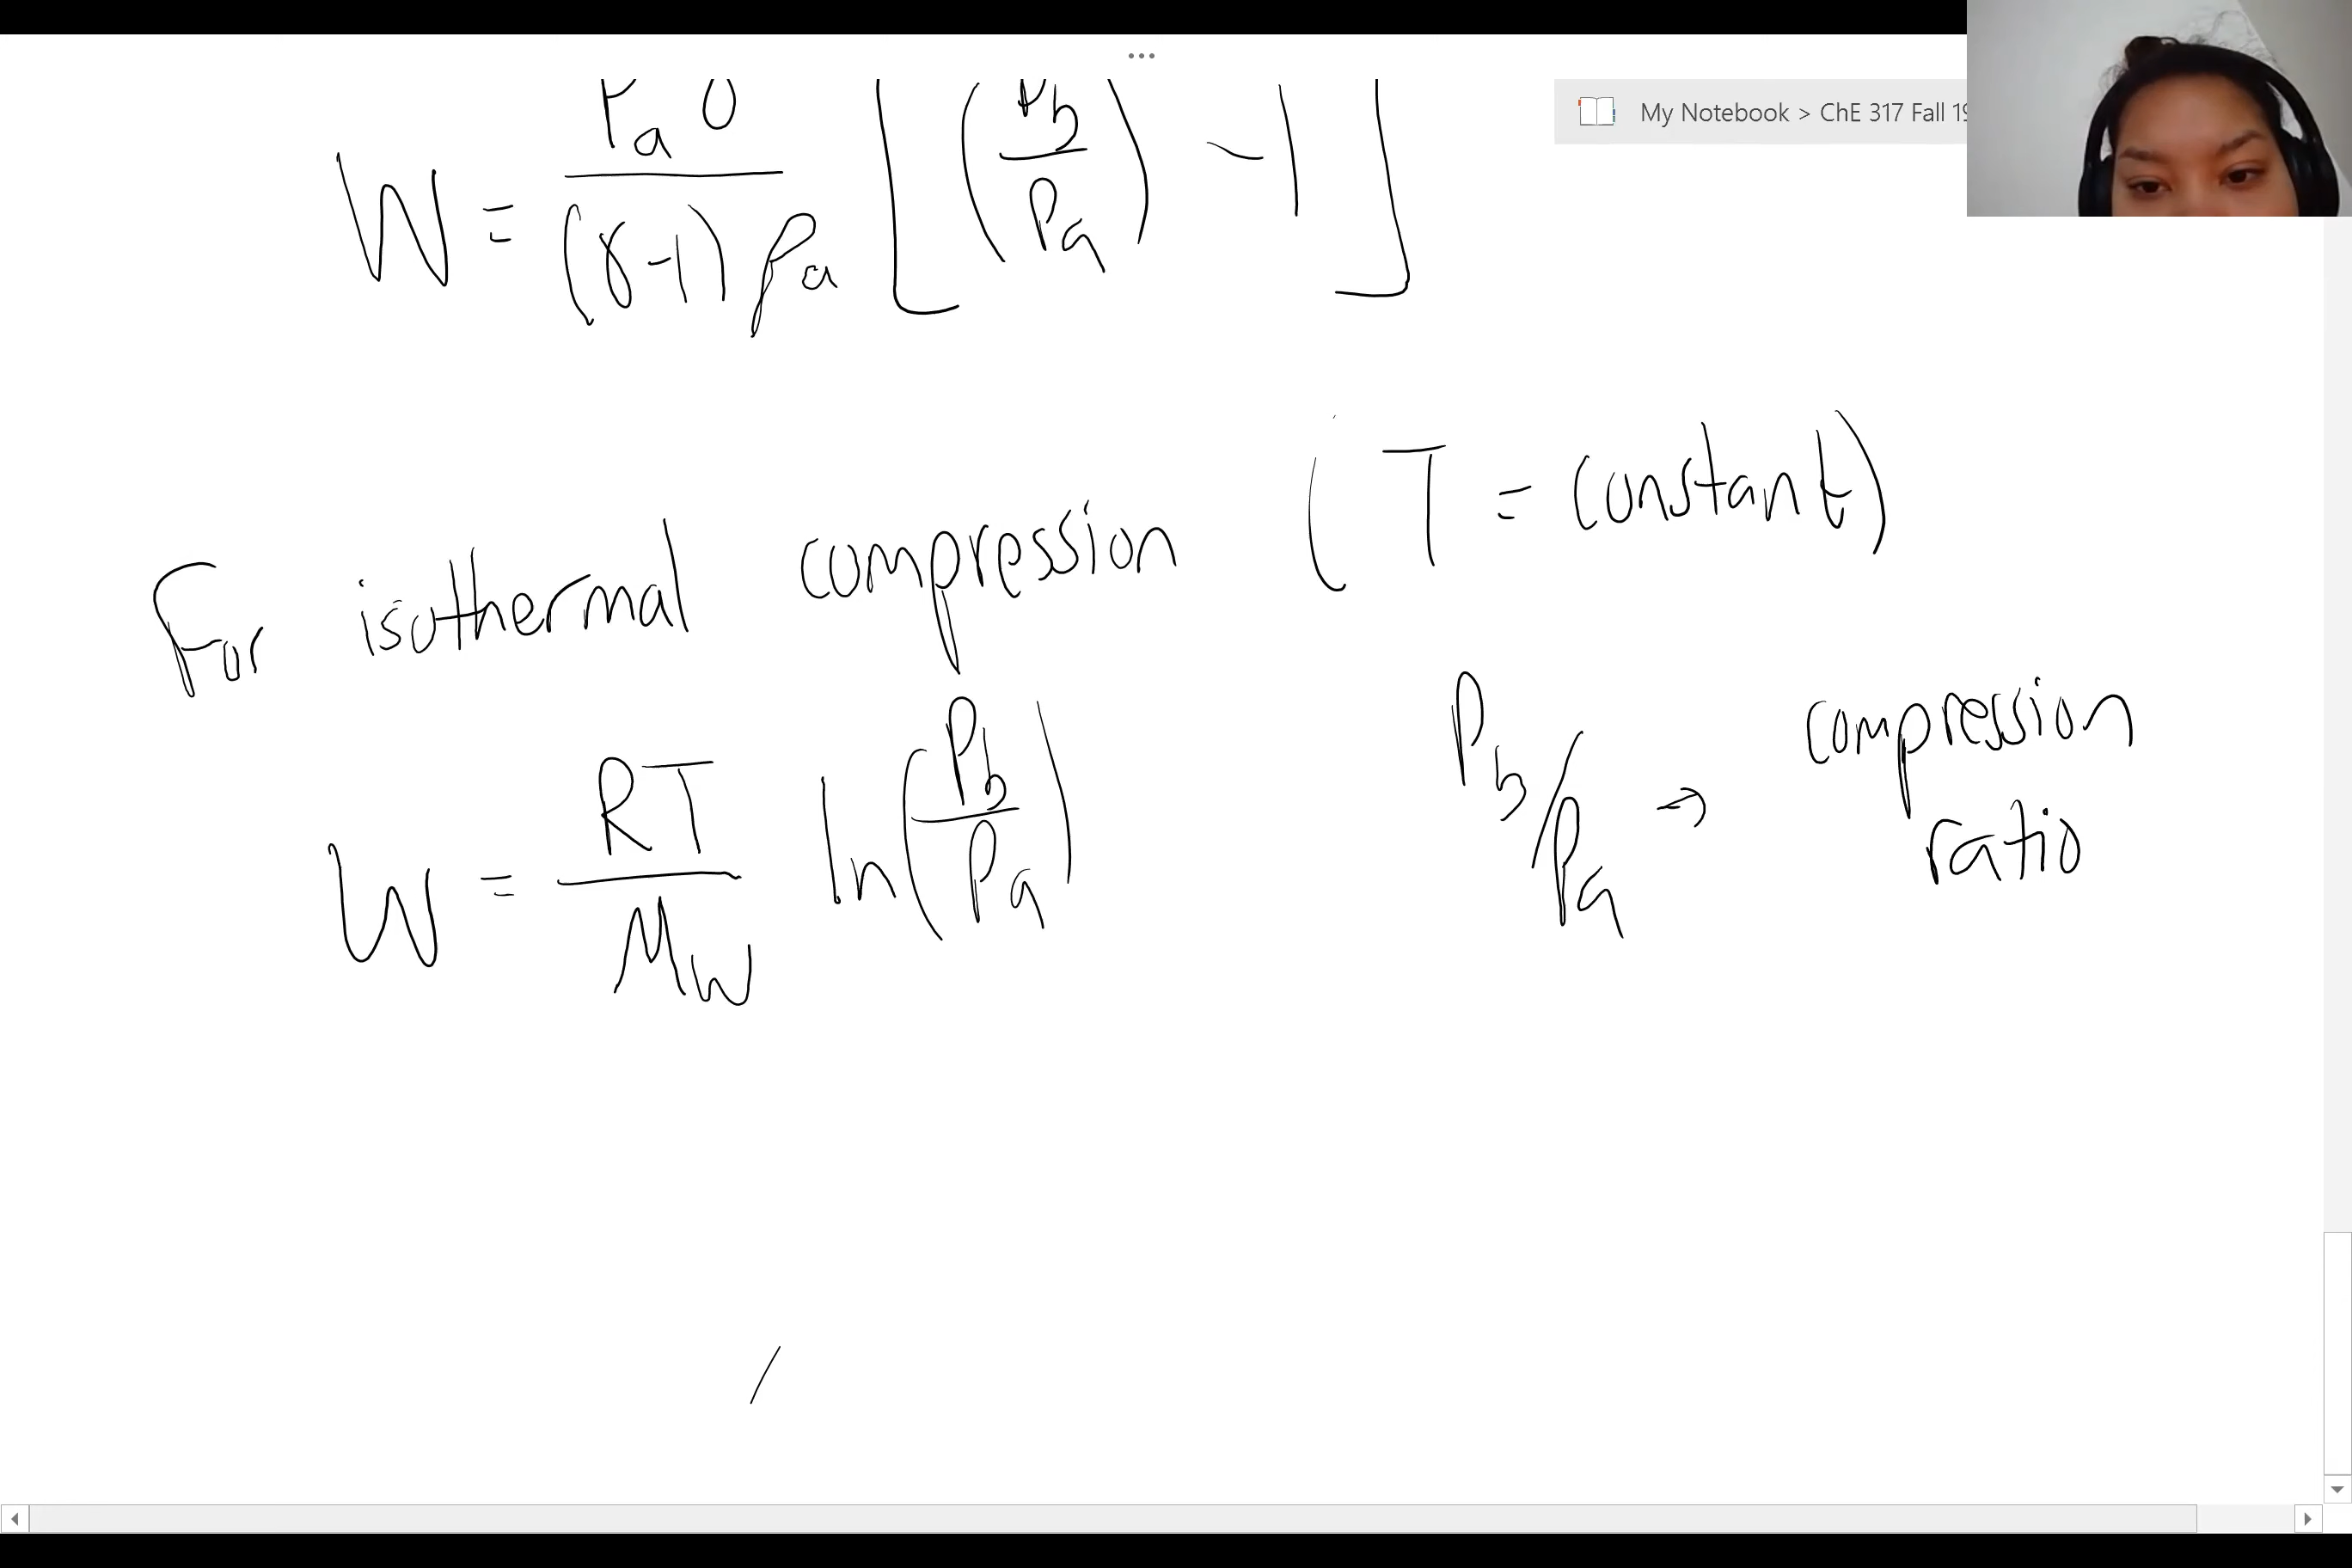 My Notebook > ChE 317 Fall 19
W = Pa γ / (γ-1) ρa [ (Pb / Pa) - 1 ]
For isothermal compression ( T = constant)
W = RT / Mw ln (Pb / Pa)
Pb/Pa → compression
ratio